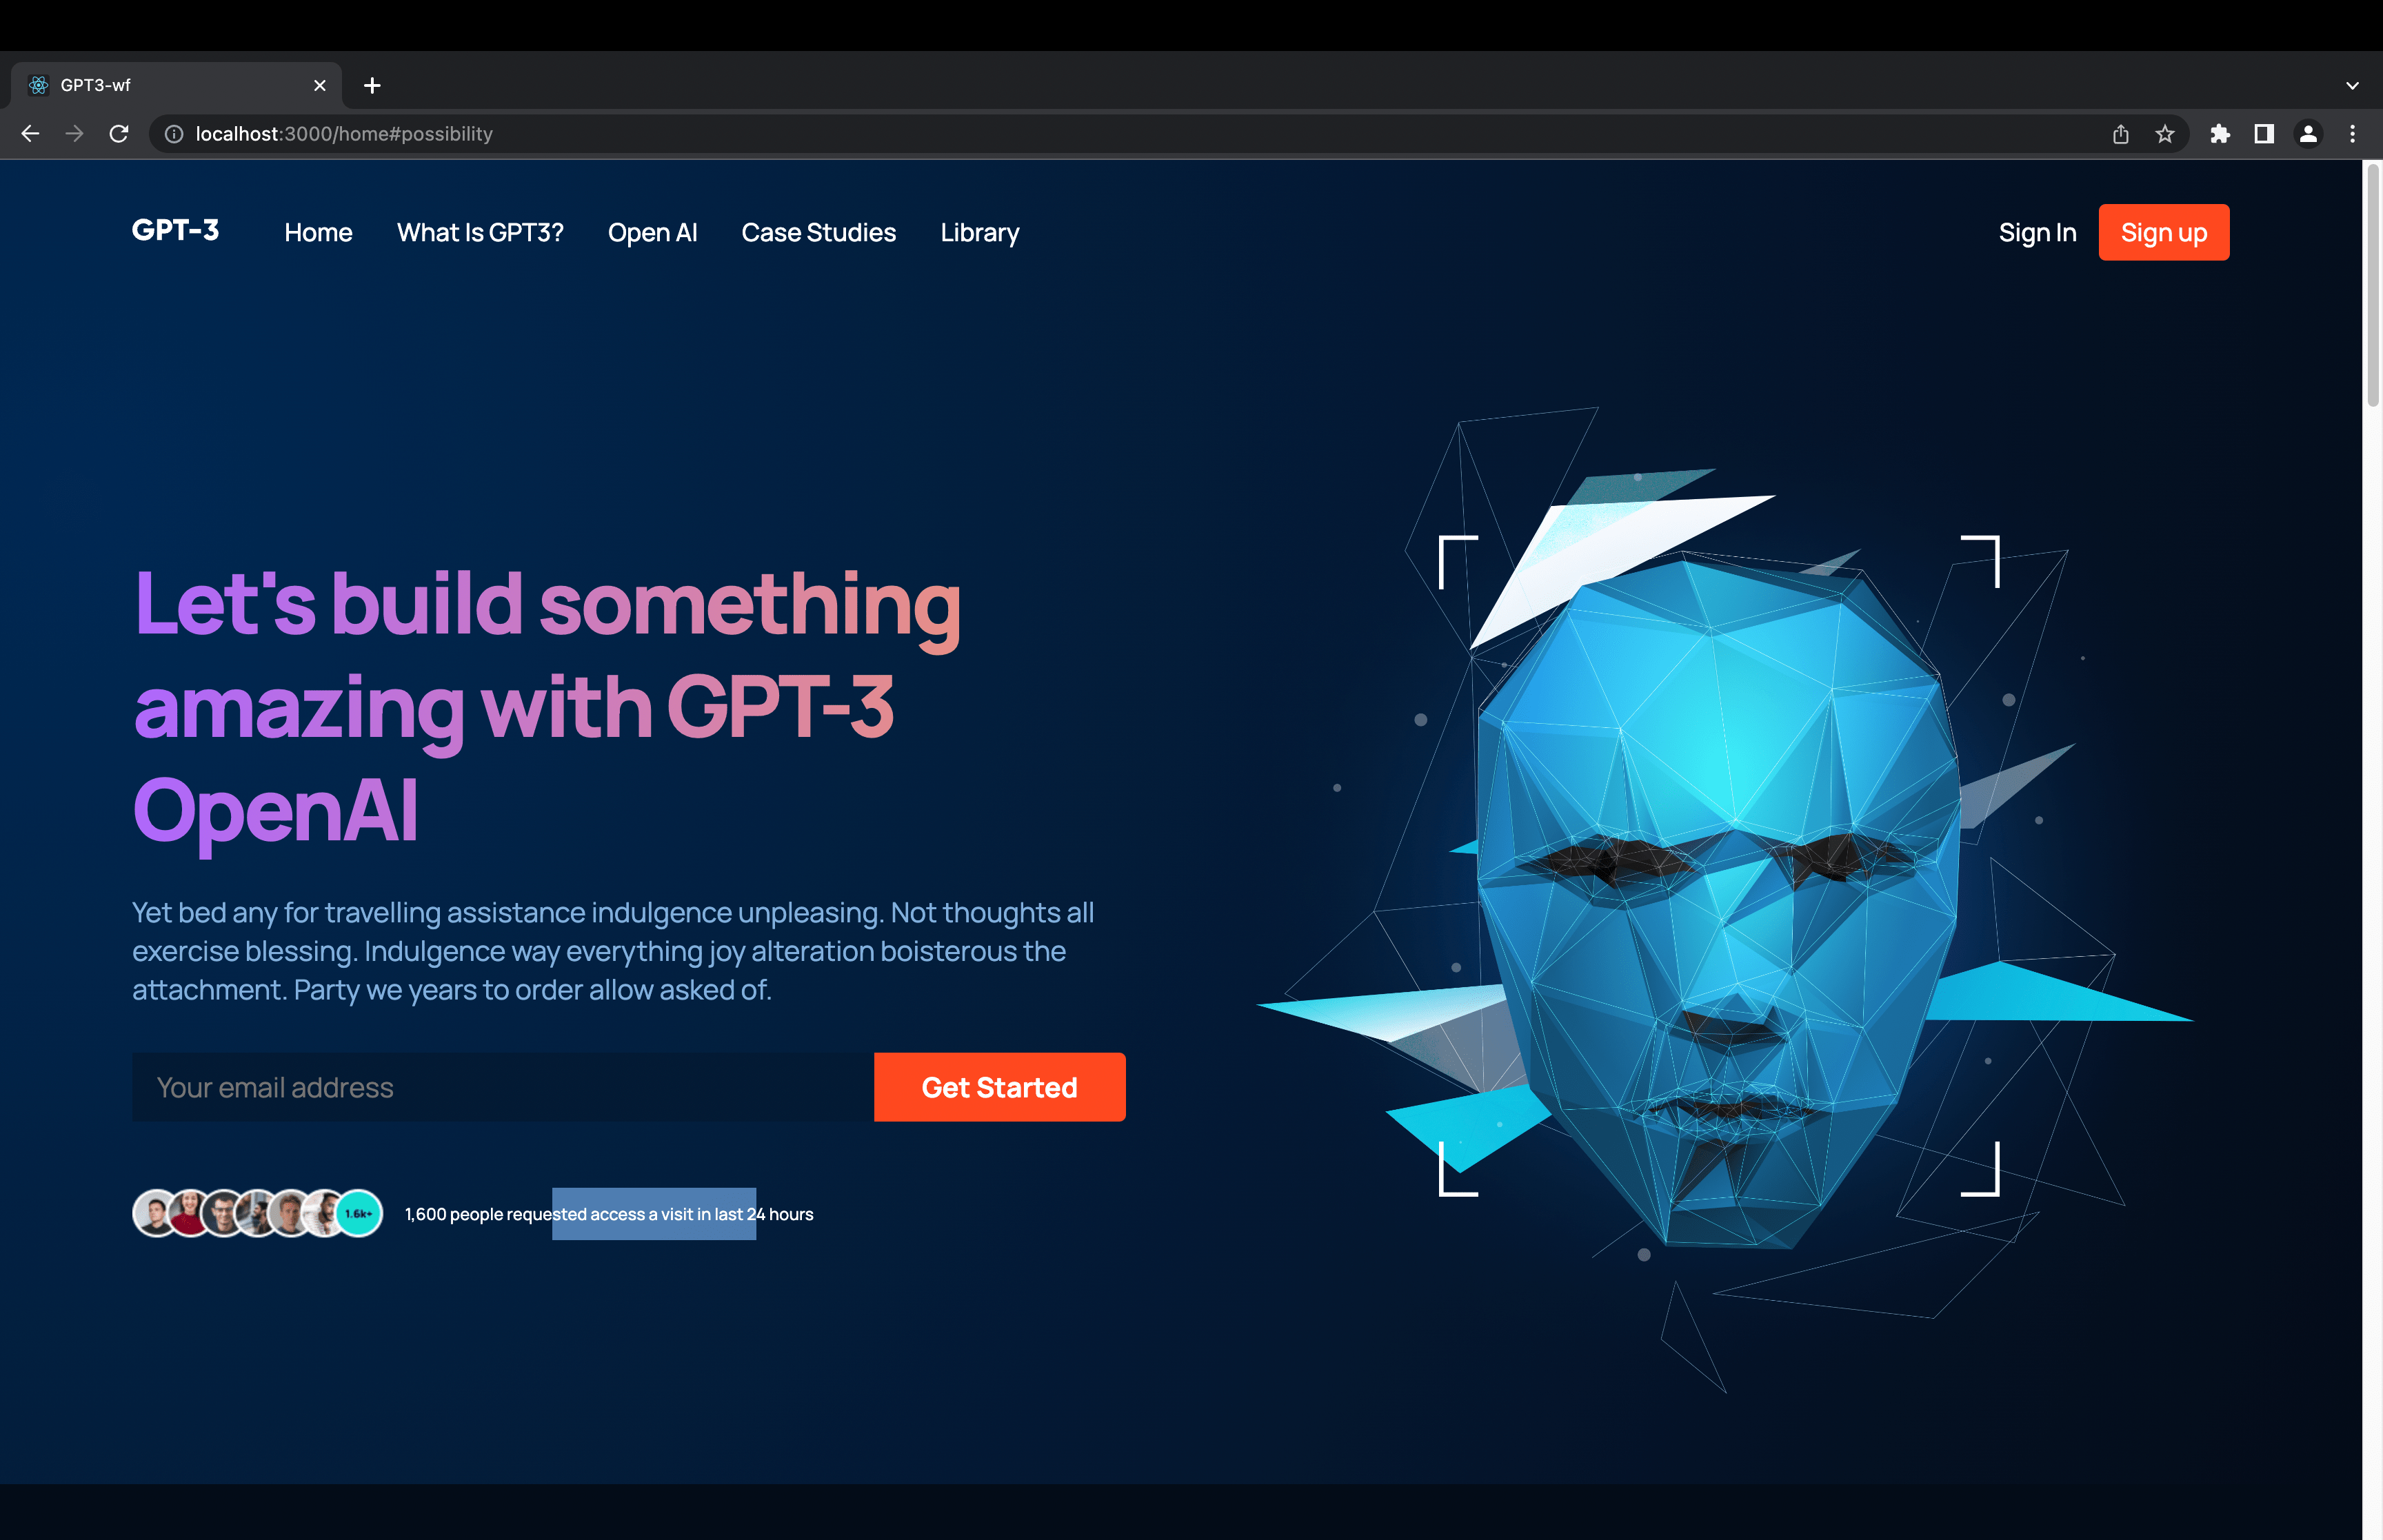 GPT3-wf
localhost:3000/home#possibility
GPT-3 Home What Is GPT3? Open AI Case Studies Library Sign In Sign up
Let's build something
amazing with GPT-3
OpenAI
Yet bed any for travelling assistance indulgence unpleasing. Not thoughts all
exercise blessing. Indulgence way everything joy alteration boisterous the
attachment. Party we years to order allow asked of.
Your email address Get Started
1.6k+ 1,600 people requested access a visit in last 24 hours